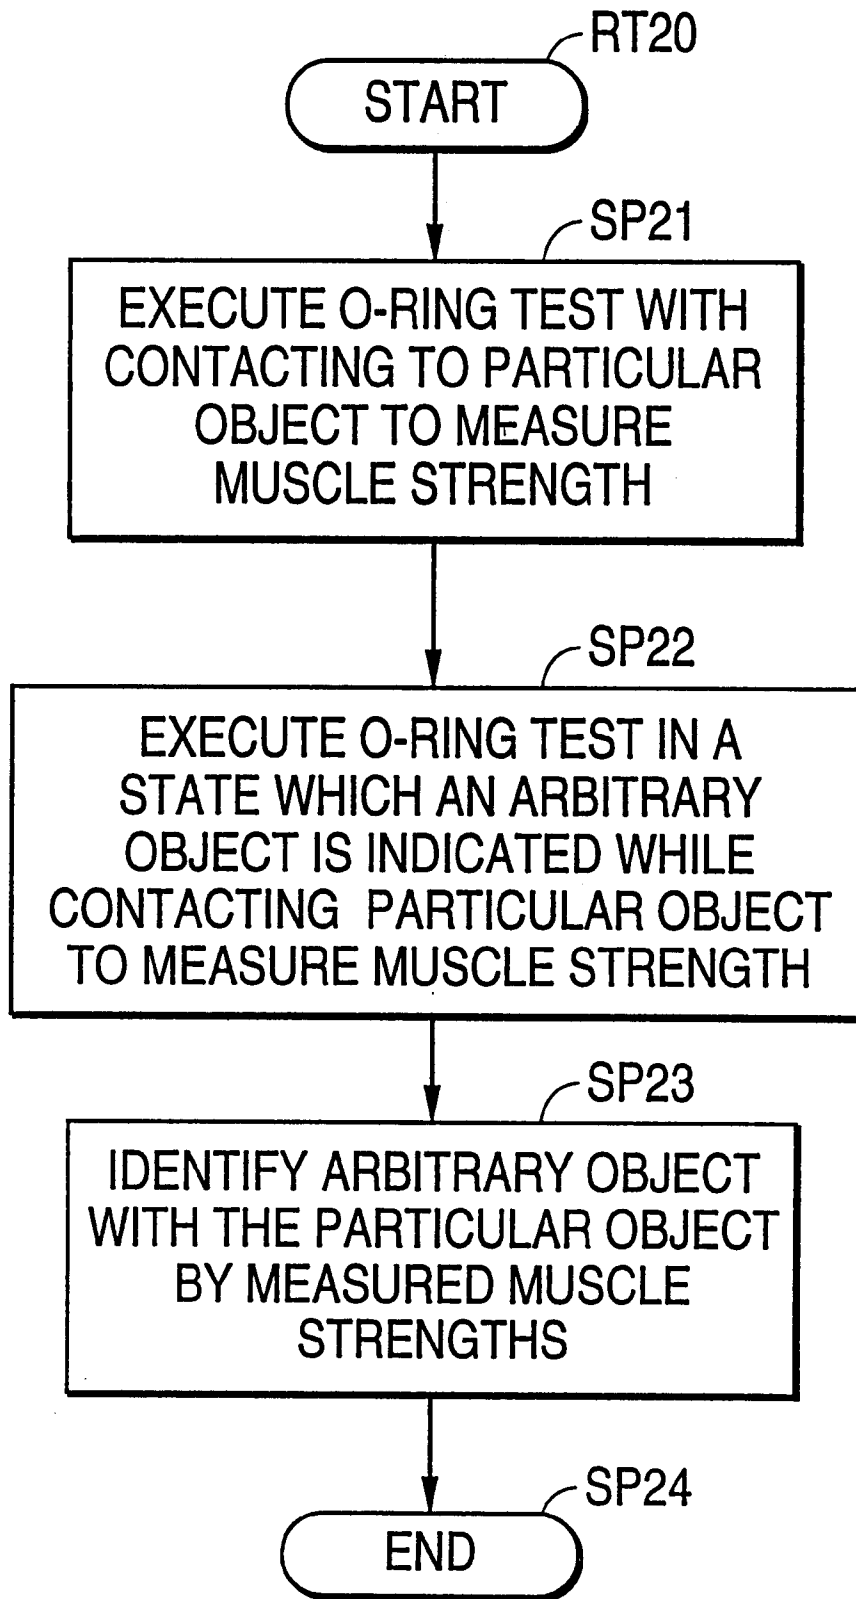 RT20
START
SP21
EXECUTE O-RING TEST WITH
CONTACTING TO PARTICULAR
OBJECT TO MEASURE
MUSCLE STRENGTH
SP22
EXECUTE O-RING TEST IN A
STATE WHICH AN ARBITRARY
OBJECT IS INDICATED WHILE
CONTACTING PARTICULAR OBJECT
TO MEASURE MUSCLE STRENGTH
SP23
IDENTIFY ARBITRARY OBJECT
WITH THE PARTICULAR OBJECT
BY MEASURED MUSCLE
STRENGTHS
SP24
END